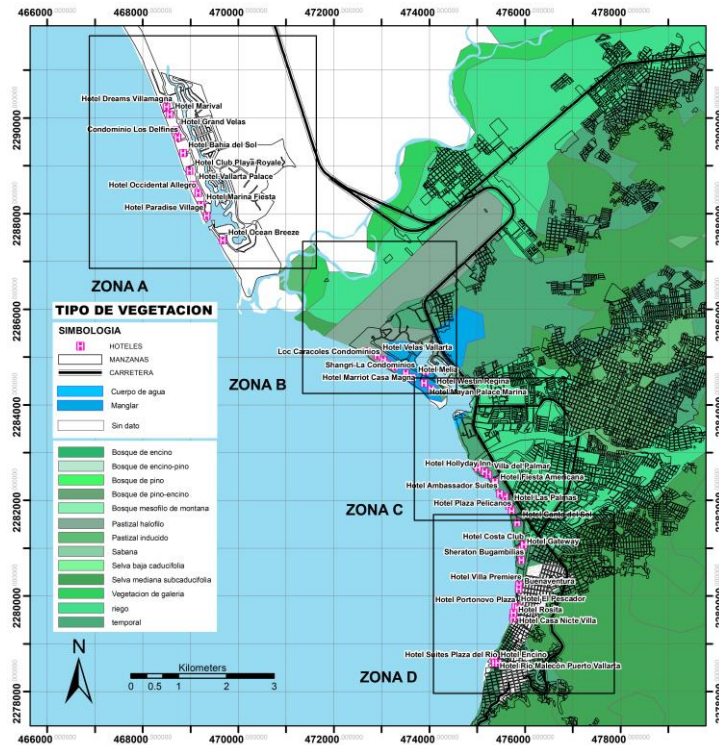 466000 468000 470000 472000 474000 476000 478000
Hotel Dreams Villamagna
Hotel Marival
Hotel Grand Velas
Condominio Los Delfines
Hotel Bahia del Sol
Hotel Club Playa Royale
Hotel Vallarta Palace
Hotel Occidental Allegro
Hotel Marina Fiesta
Hotel Paradise Village
Hotel Ocean Breeze
ZONA A
TIPO DE VEGETACION
SIMBOLOGIA
H HOTELES
MANZANAS
CARRETERA
Cuerpo de agua
Manglar
Sin dato
Bosque de encino
Bosque de encino-pino
Bosque de pino
Bosque de pino-encino
Bosque mesofilo de montana
Pastizal halofilo
Pastizal inducido
Sabana
Selva baja caducifolia
Selva mediana subcaducifolia
Vegetacion de galeria
riego
temporal
Hotel Velas Vallarta
Loc Caracoles Condominios
Shangri-La Condominios
Hotel Melia
Hotel Marriot Casa Magna
Hotel Westin Regina
Hotel Mayan Palace Marina
ZONA B
Hotel Hollyday Inn
Villa del Palmar
Hotel Fiesta Americana
Hotel Ambassador Suites
Hotel Las Palmas
Hotel Plaza Pelicanos
ZONA C
Hotel Costa Club
Hotel Gateway
Sheraton Bugambilias
Hotel Villa Premiere
Buenaventura
Hotel Portonovo Plaza
Hotel El Pescador
Hotel Rosita
Hotel Casa Nicte Villa
Hotel Suites Plaza del Rio
Hotel Encino
Hotel Rio Malecón Puerto Vallarta
ZONA D
N
Kilometers
0 0.5 1 2 3
2290000
2288000
2286000
2284000
2282000
2280000
2278000
466000 468000 470000 472000 474000 476000 478000